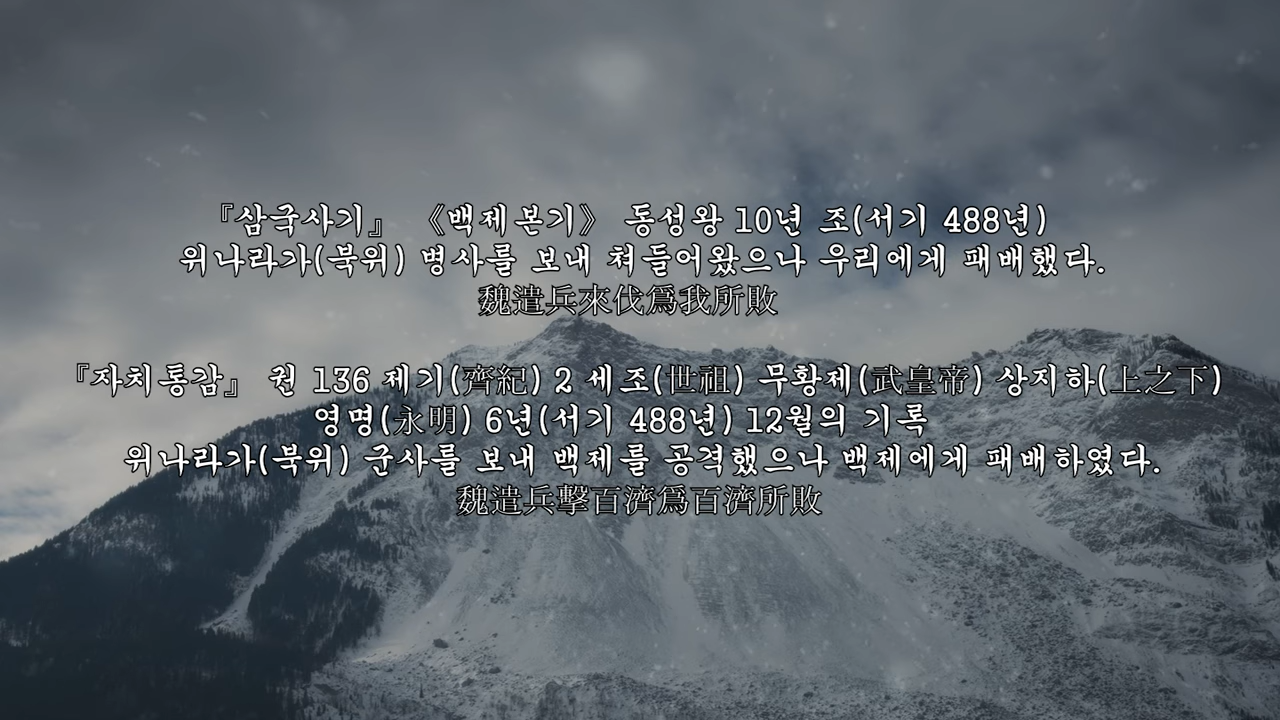 『삼국사기』 《백제본기》 동성왕 10년 조(서기 488년)
위나라가(북위) 병사를 보내 쳐들어왔으나 우리에게 패배했다.
魏遣兵來伐爲我所敗
『자치통감』 권 136 제기(齊紀) 2 세조(世祖) 무황제(武皇帝) 상지하(上之下)
영명(永明) 6년(서기 488년) 12월의 기록
위나라가(북위) 군사를 보내 백제를 공격했으나 백제에게 패배하였다.
魏遣兵擊百濟爲百濟所敗